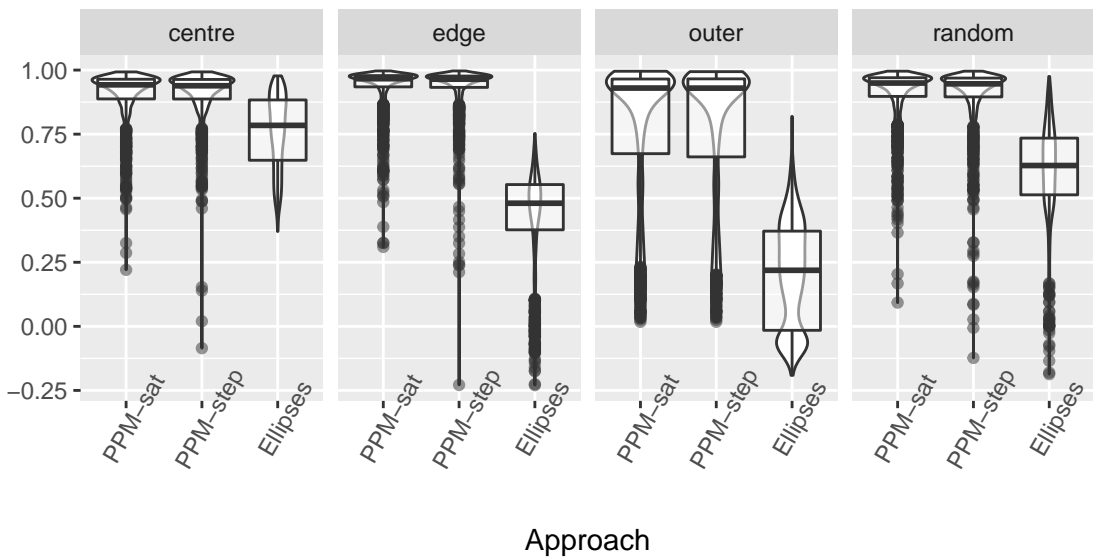 centre edge outer random
1.00
0.75
0.50
0.25
0.00
−0.25
PPM−sat PPM−step Ellipses PPM−sat PPM−step Ellipses PPM−sat PPM−step Ellipses PPM−sat PPM−step Ellipses
Approach